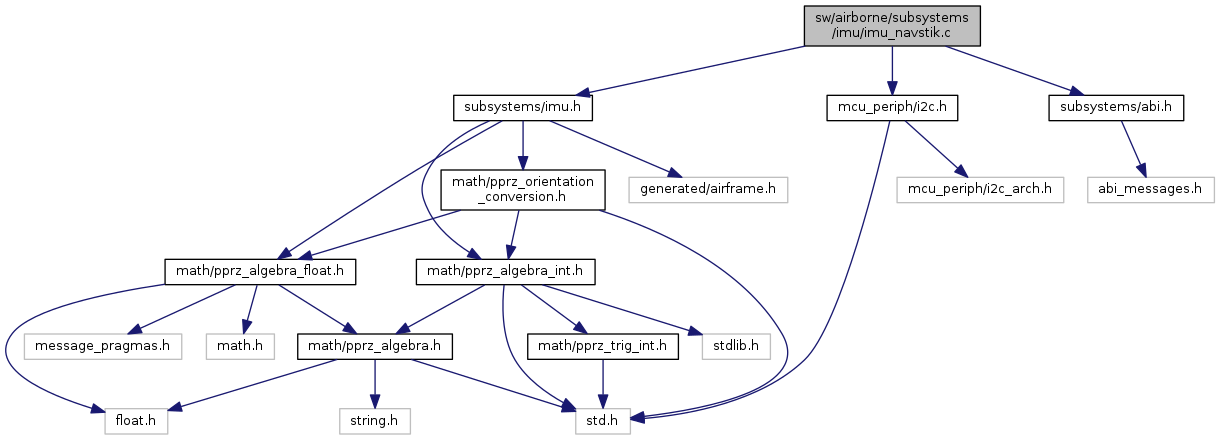 sw/airborne/subsystems
/imu/imu_navstik.c
subsystems/imu.h
mcu_periph/i2c.h
subsystems/abi.h
math/pprz_orientation
_conversion.h
generated/airframe.h
mcu_periph/i2c_arch.h
abi_messages.h
math/pprz_algebra_float.h
math/pprz_algebra_int.h
message_pragmas.h
math.h
math/pprz_algebra.h
math/pprz_trig_int.h
stdlib.h
float.h
string.h
std.h